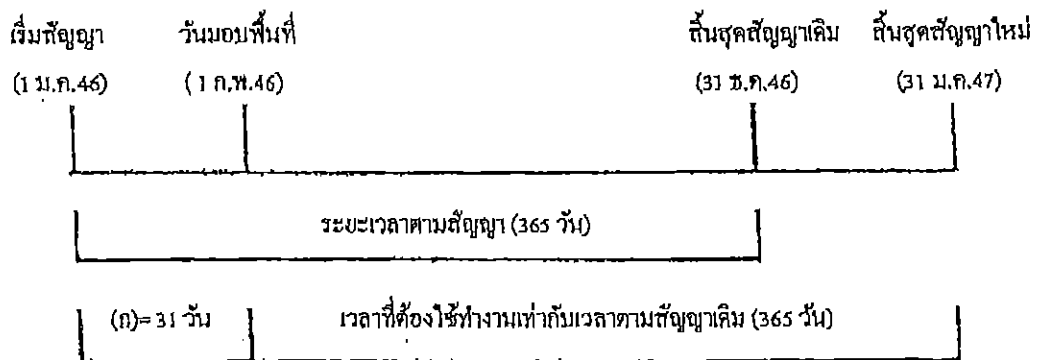 เริ่มสัญญา วันมอบพื้นที่ สิ้นสุดสัญญาเดิม สิ้นสุดสัญญาใหม่
(1 ม.ค.46) (1 ก.พ.46) (31 ธ.ค.46) (31 ม.ค.47)
ระยะเวลาตามสัญญา (365 วัน)
(ก)= 31 วัน เวลาที่ต้องใช้ทำงานเท่ากับเวลาตามสัญญาเดิม (365 วัน)